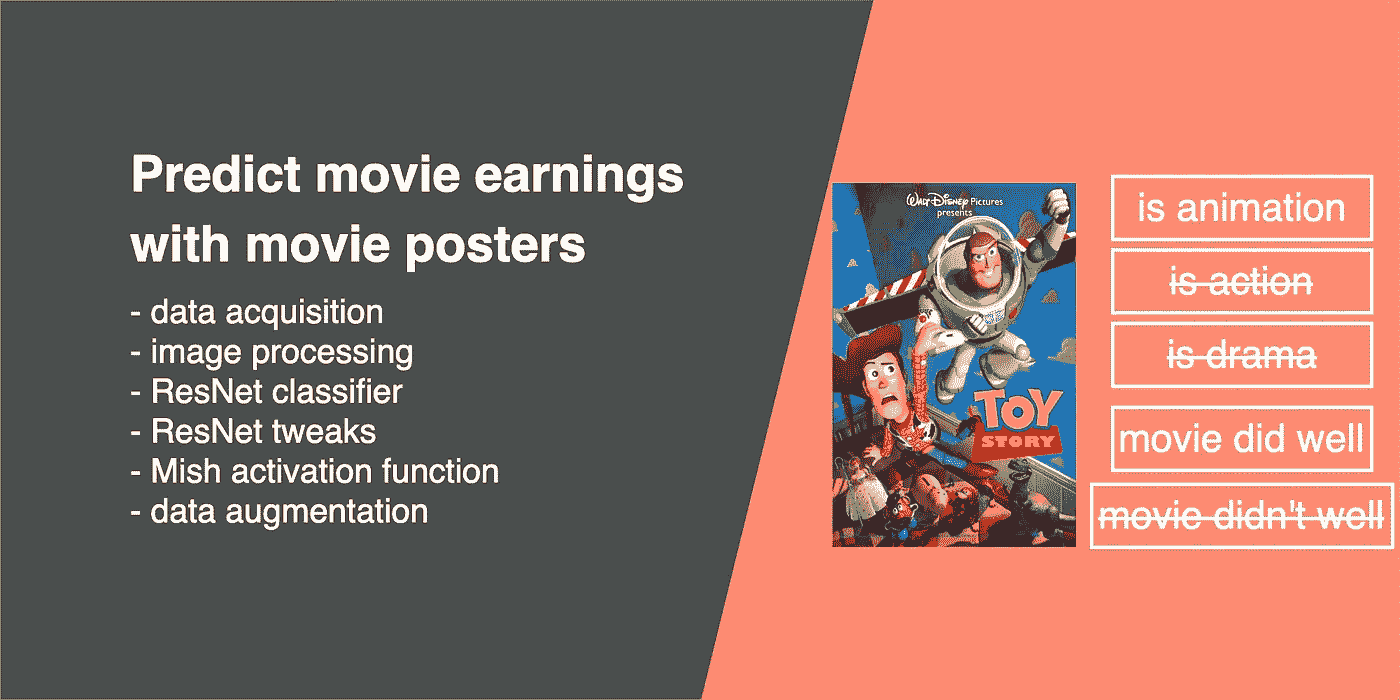 Predict movie earnings
with movie posters
- data acquisition
- image processing
- ResNet classifier
- ResNet tweaks
- Mish activation function
- data augmentation
WALT DISNEY Pictures
presents
TOY
STORY
is animation
is action
is drama
movie did well
movie didn't well